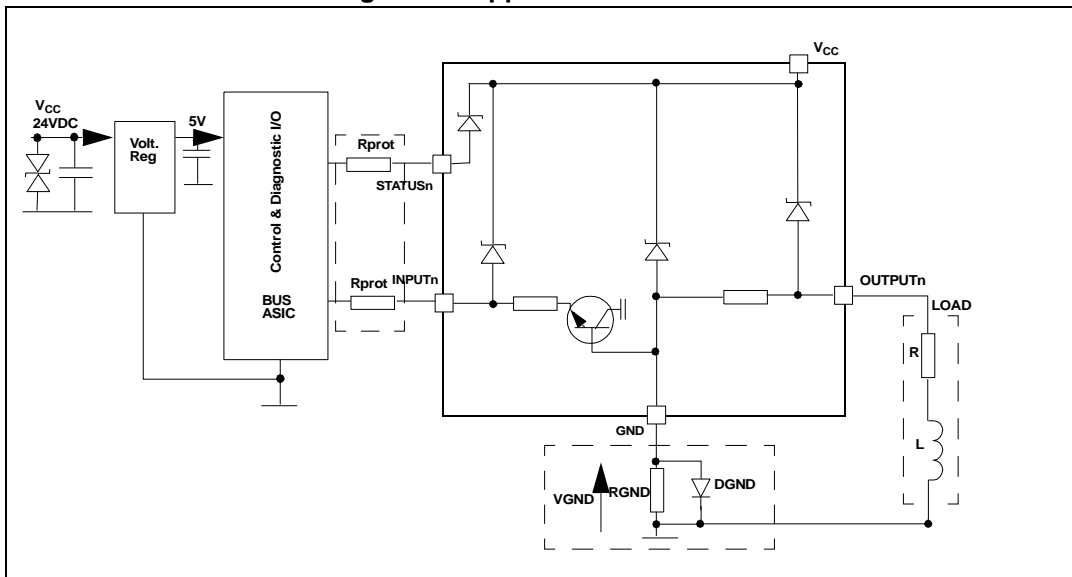 VCC
VCC
24VDC
5V
Volt.
Reg
Control & Diagnostic I/O
Rprot
STATUSn
Rprot
INPUTn
BUS
ASIC
OUTPUTn
LOAD
R
L
GND
VGND
RGND
DGND